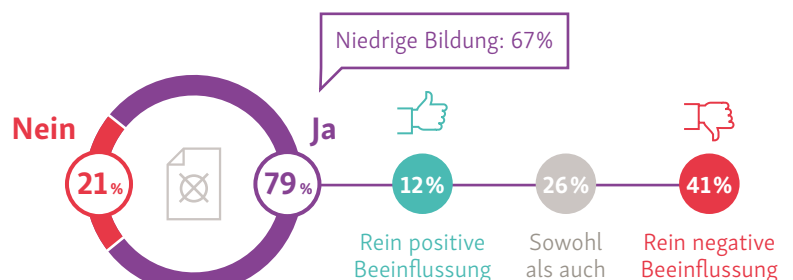 Niedrige Bildung: 67%
Nein
Ja
21%
79%
12%
26%
41%
Rein positive
Beeinflussung
Sowohl
als auch
Rein negative
Beeinflussung